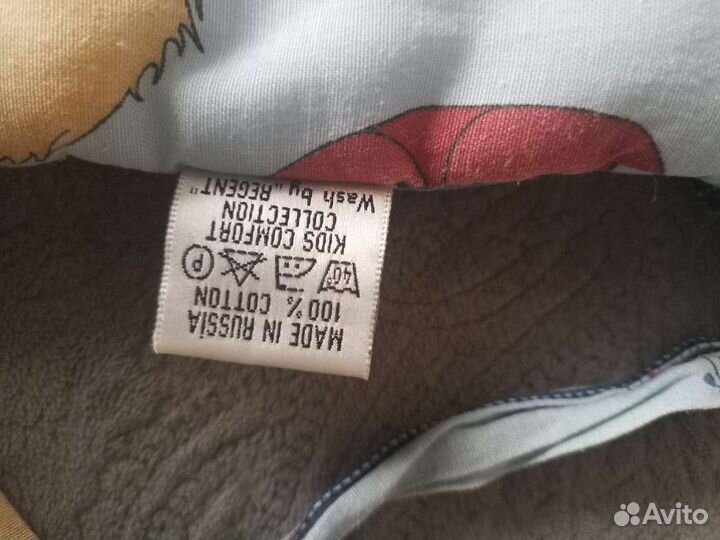 MADE IN RUSSIA
100% COTTON
40° P
KIDS COMFORT
COLLECTION
Wash by „REGENT"
Avito